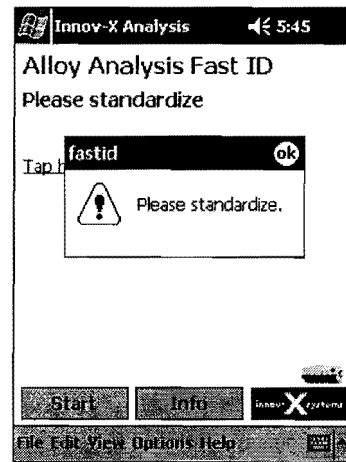 Innov-X Analysis 5:45
Alloy Analysis Fast ID
Please standardize
fastid ok
Tap h
Please standardize.
Start Info innov X systems
File Edit View Options Help